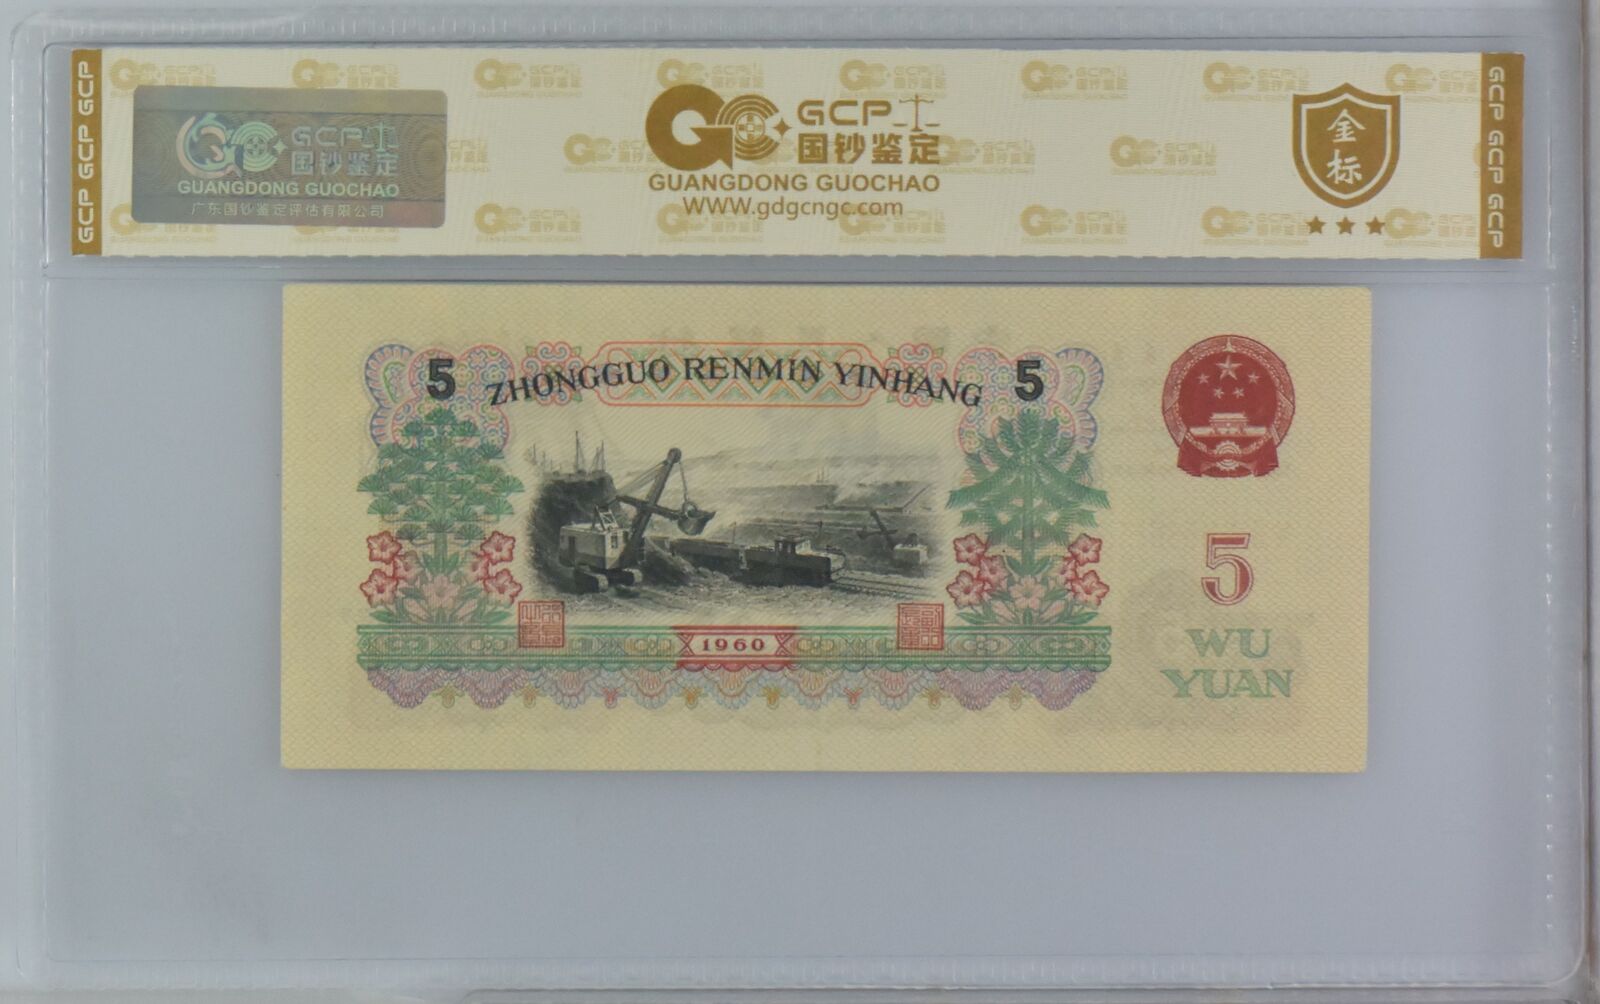 GCP GCP GCP
GCP
国钞鉴定
GUANGDONG GUOCHAO
广东国钞鉴定评估有限公司
GCP
国钞鉴定
GUANGDONG GUOCHAO
WWW.gdgcngc.com
金
标
GCP GCP GCP
5 ZHONGGUO RENMIN YINHANG 5
1960
5
WU
YUAN